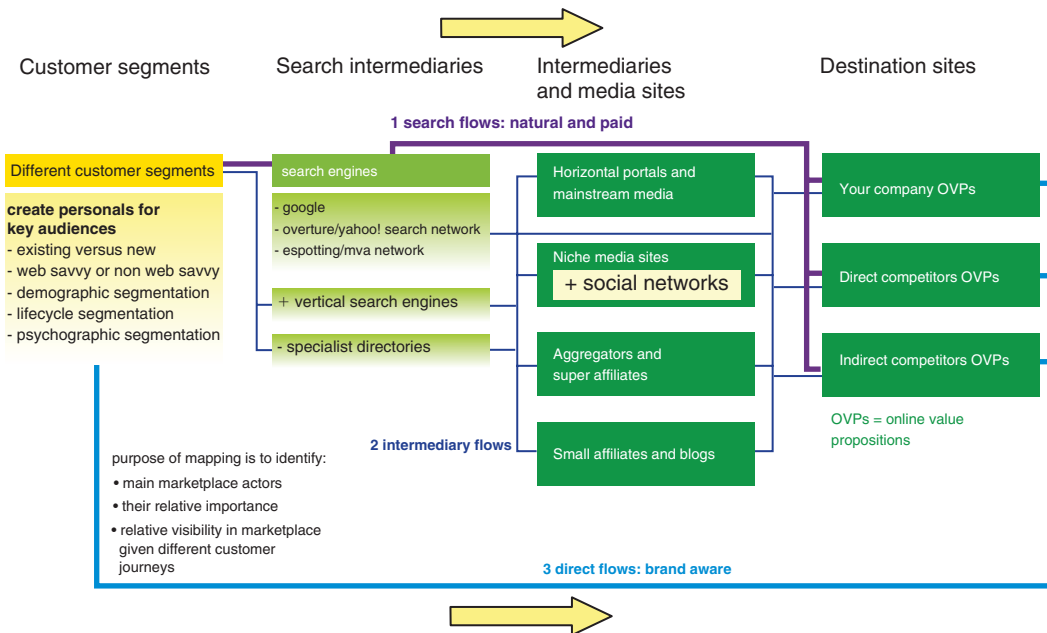 Customer segments
Search intermediaries
Intermediaries
and media sites
Destination sites
1 search flows: natural and paid
Different customer segments
create personals for
key audiences
- existing versus new
- web savvy or non web savvy
- demographic segmentation
- lifecycle segmentation
- psychographic segmentation
search engines
- google
- overture/yahoo! search network
- espotting/mva network
+ vertical search engines
- specialist directories
Horizontal portals and
mainstream media
Niche media sites
+ social networks
Aggregators and
super affiliates
Small affiliates and blogs
Your company OVPs
Direct competitors OVPs
Indirect competitors OVPs
OVPs = online value
propositions
2 intermediary flows
purpose of mapping is to identify:
• main marketplace actors
• their relative importance
• relative visibility in marketplace
given different customer
journeys
3 direct flows: brand aware